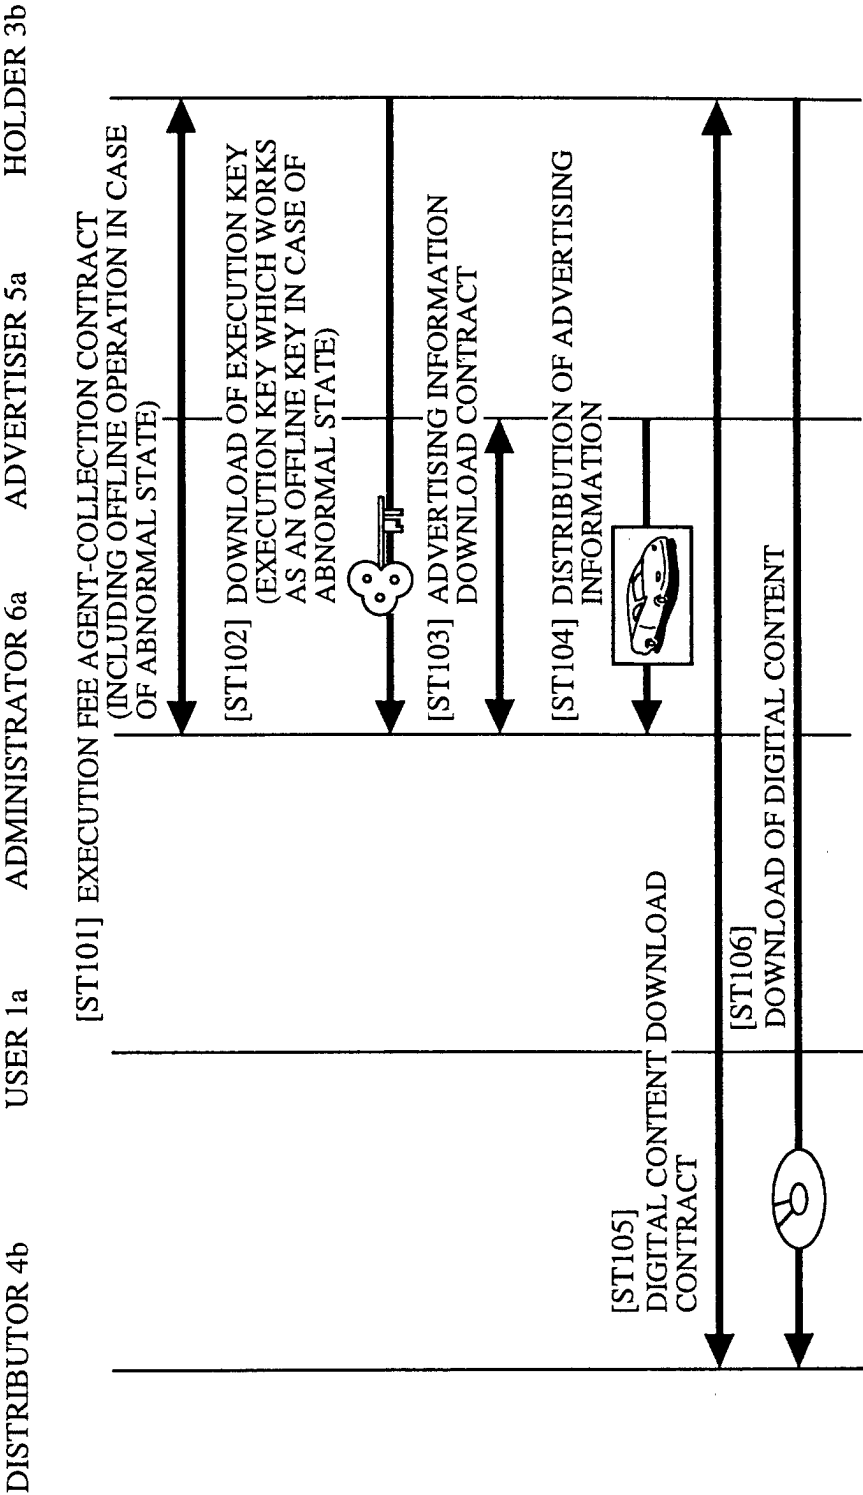 DISTRIBUTOR 4b
USER 1a
ADMINISTRATOR 6a
ADVERTISER 5a
HOLDER 3b
[ST101] EXECUTION FEE AGENT-COLLECTION CONTRACT
(INCLUDING OFFLINE OPERATION IN CASE
OF ABNORMAL STATE)
[ST102] DOWNLOAD OF EXECUTION KEY
(EXECUTION KEY WHICH WORKS
AS AN OFFLINE KEY IN CASE OF
ABNORMAL STATE)
[ST103] ADVERTISING INFORMATION
DOWNLOAD CONTRACT
[ST104] DISTRIBUTION OF ADVERTISING
INFORMATION
[ST105]
DIGITAL CONTENT DOWNLOAD
CONTRACT
[ST106]
DOWNLOAD OF DIGITAL CONTENT